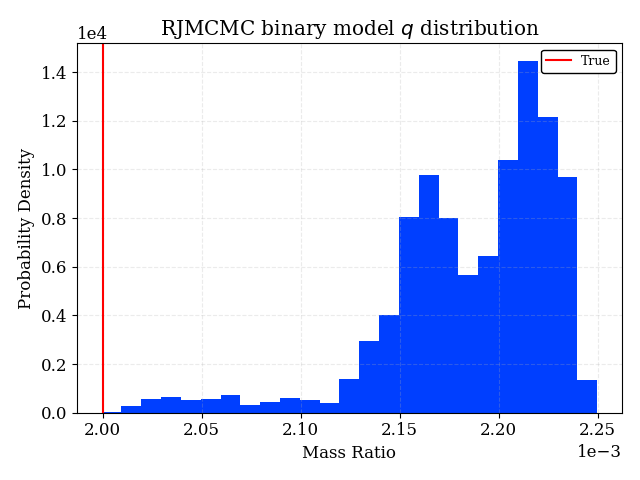 RJMCMC binary model q distribution
1e4
True
1.4
1.2
1.0
0.8
0.6
0.4
0.2
0.0
Probability Density
2.00 2.05 2.10 2.15 2.20 2.25
Mass Ratio
1e−3